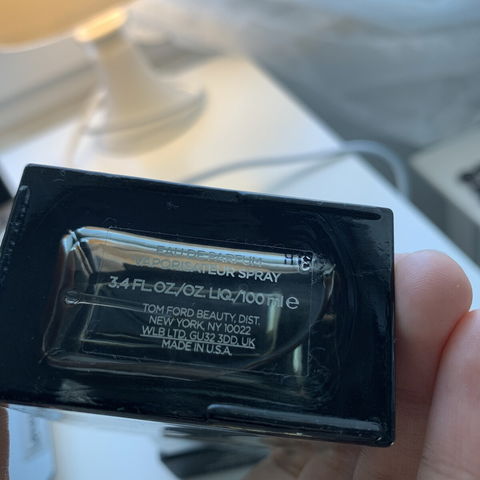 EAU DE PARFUM
VAPORISATEUR SPRAY
3.4 FL.OZ./OZ. LIQ./100 ml e
TOM FORD BEAUTY, DIST.
NEW YORK, NY 10022
WLB LTD, GU32 3DD, UK
MADE IN U.S.A.